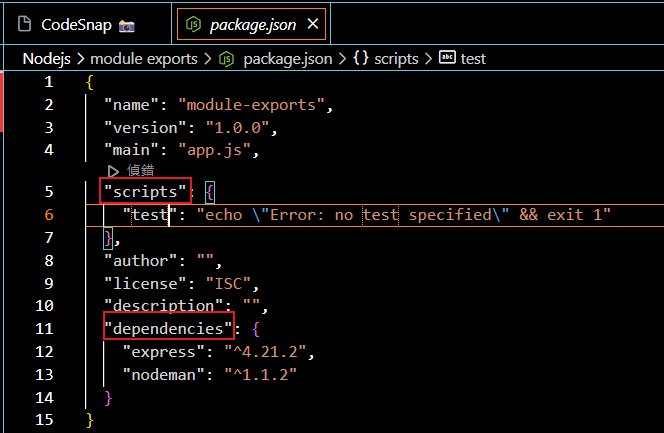 CodeSnap 📸
package.json
Nodejs > module exports > package.json > {} scripts > abc test
1 {
2 "name": "module-exports",
3 "version": "1.0.0",
4 "main": "app.js",
偵錯
5 "scripts": {
6 "test": "echo \"Error: no test specified\" && exit 1"
7 },
8 "author": "",
9 "license": "ISC",
10 "description": "",
11 "dependencies": {
12 "express": "^4.21.2",
13 "nodeman": "^1.1.2"
14 }
15 }